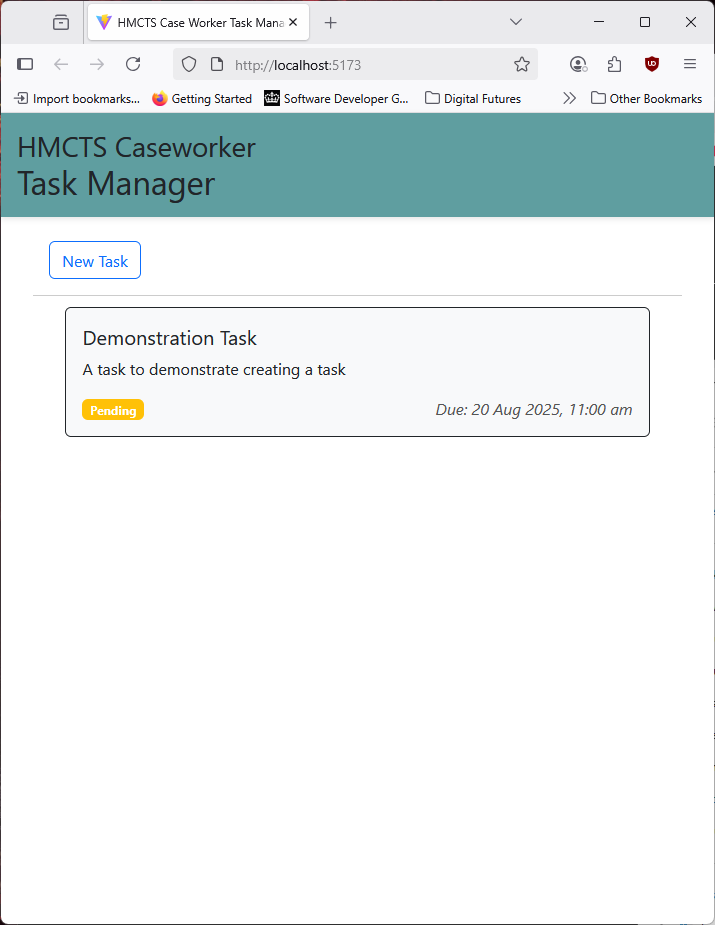 HMCTS Case Worker Task Mana
http://localhost:5173
Import bookmarks... Getting Started Software Developer G... Digital Futures Other Bookmarks
HMCTS Caseworker
Task Manager
New Task
Demonstration Task
A task to demonstrate creating a task
Pending Due: 20 Aug 2025, 11:00 am